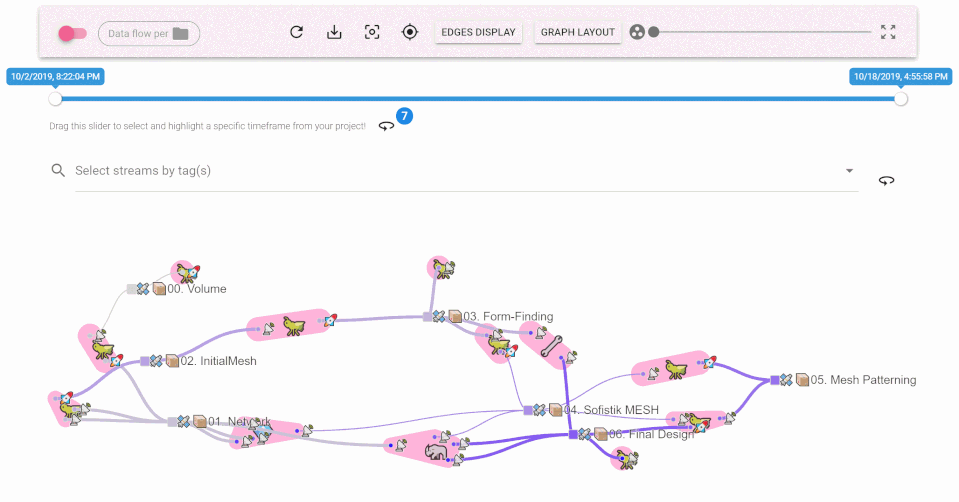 Data flow per
EDGES DISPLAY
GRAPH LAYOUT
10/2/2019, 8:22:04 PM
10/18/2019, 4:55:58 PM
Drag this slider to select and highlight a specific timeframe from your project!
7
Select streams by tag(s)
00. Volume
03. Form-Finding
02. InitialMesh
05. Mesh Patterning
04. Sofistik MESH
01. Network
06. Final Design